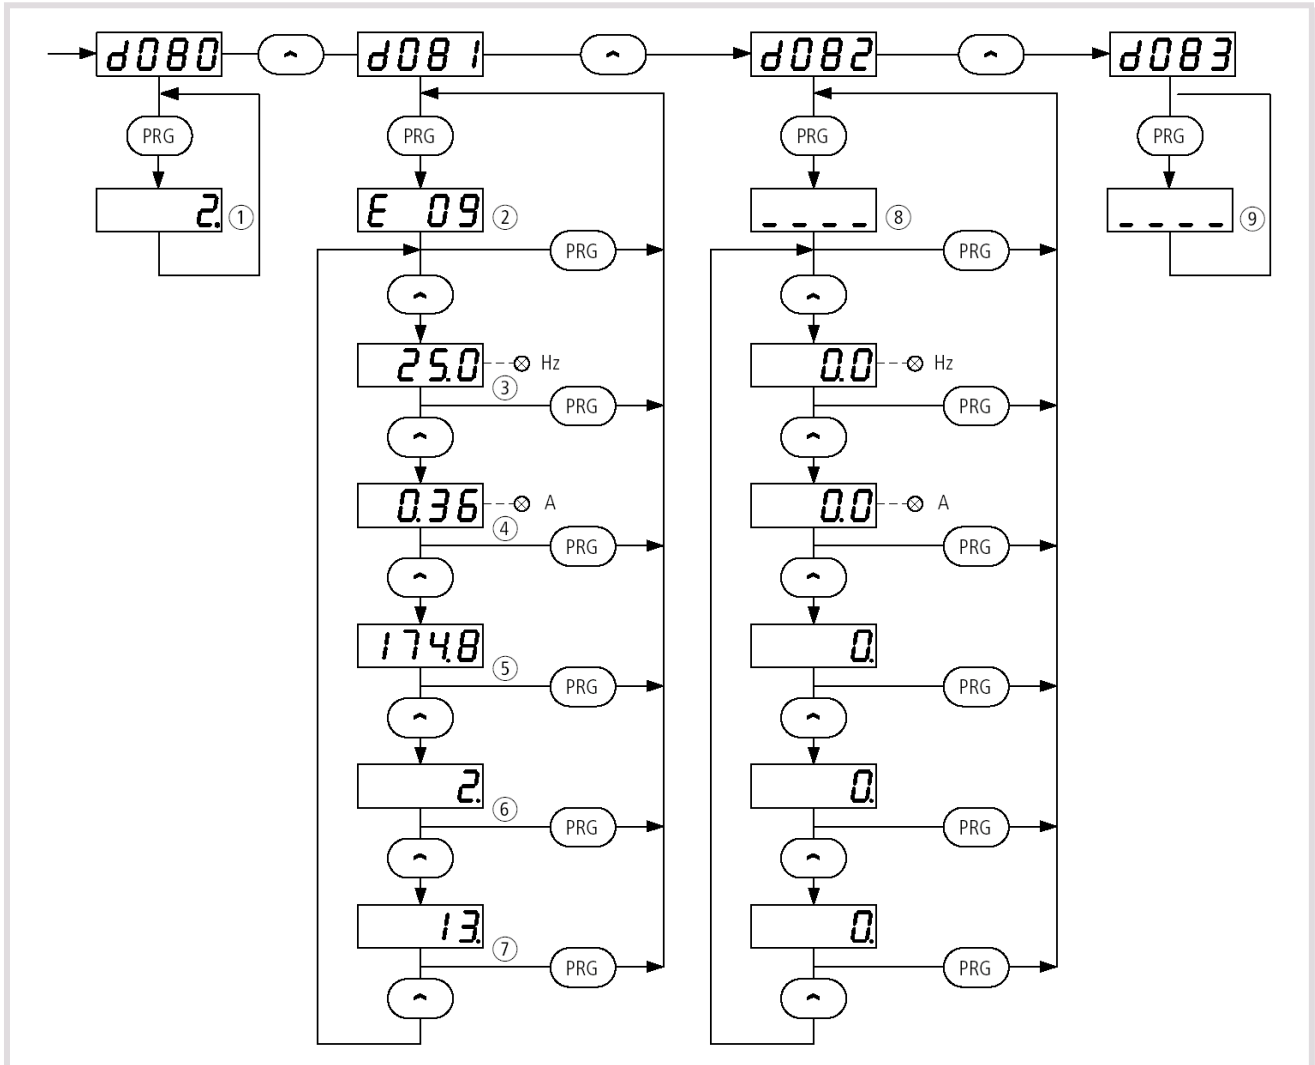 d080 d081 d082 d083
PRG PRG PRG PRG
2. 1 E 09 2 _ _ _ _ 8 _ _ _ _ 9
PRG PRG
25.0 Hz 0.0 Hz
3
PRG PRG
0.36 A 0.0 A
4
PRG PRG
174.8 0.
5
PRG PRG
2. 0.
6
PRG PRG
13. 0.
7
PRG PRG